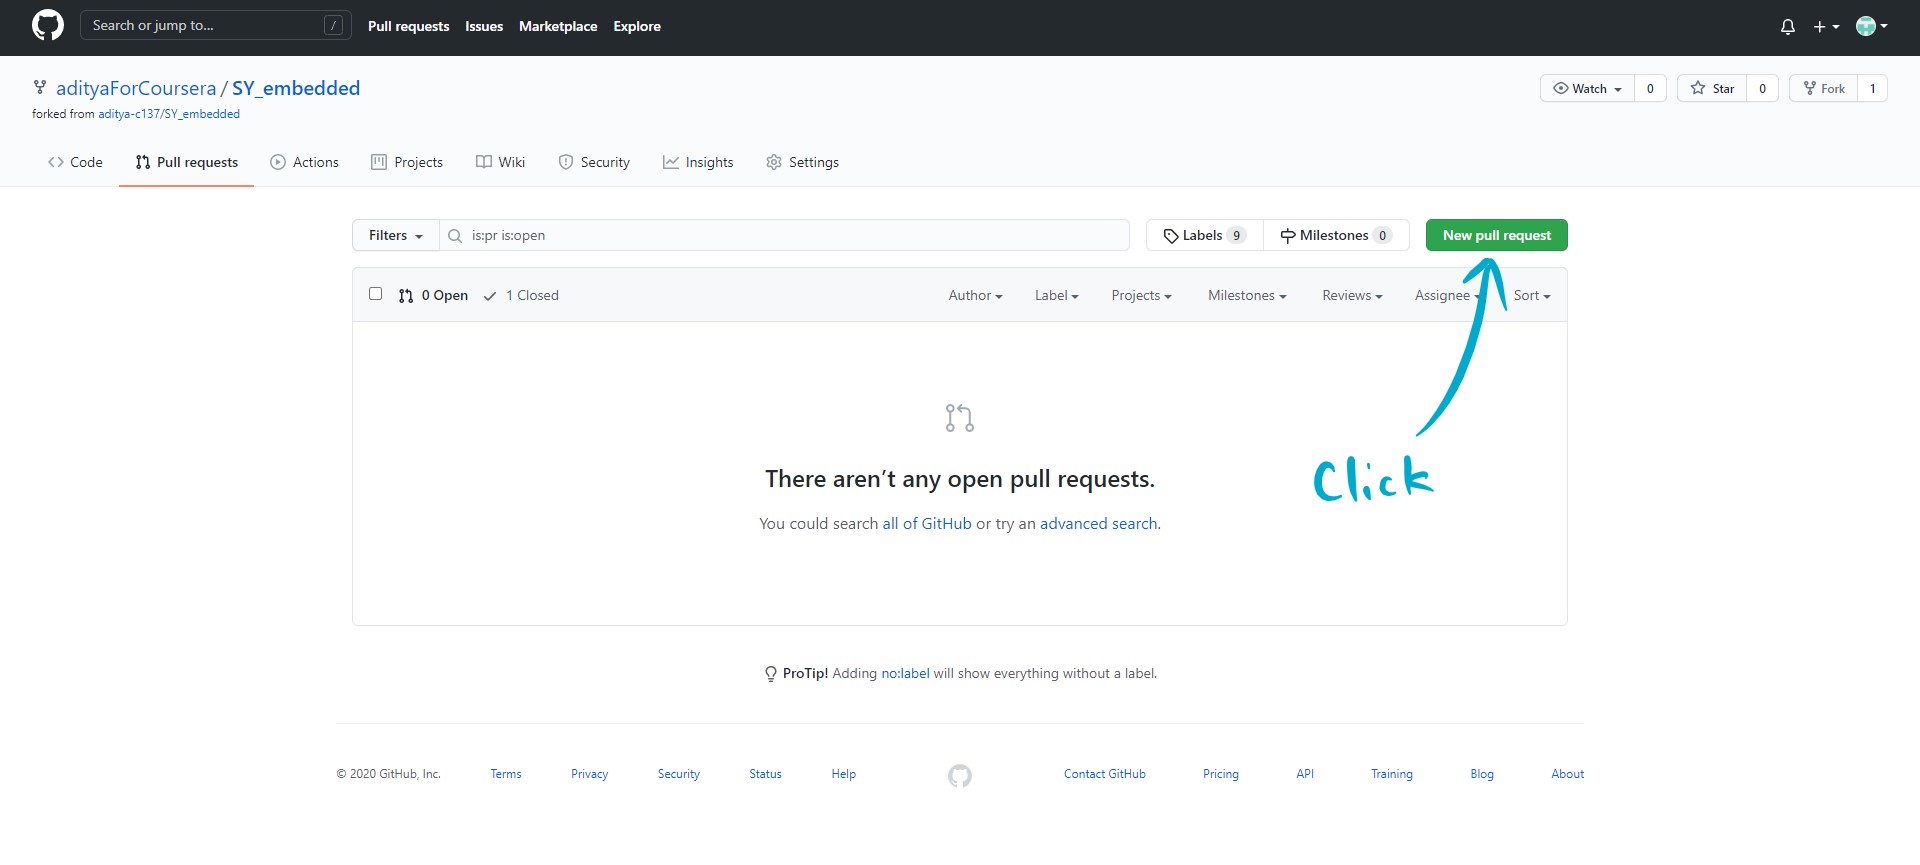 Search or jump to... / Pull requests Issues Marketplace Explore
adityaForCoursera / SY_embedded Watch 0 Star 0 Fork 1
forked from aditya-c137/SY_embedded
Code Pull requests Actions Projects Wiki Security Insights Settings
Filters is:pr is:open Labels 9 Milestones 0 New pull request
0 Open 1 Closed Author Label Projects Milestones Reviews Assignee Sort
There aren’t any open pull requests.
Click
You could search all of GitHub or try an advanced search.
ProTip! Adding no:label will show everything without a label.
© 2020 GitHub, Inc. Terms Privacy Security Status Help Contact GitHub Pricing API Training Blog About